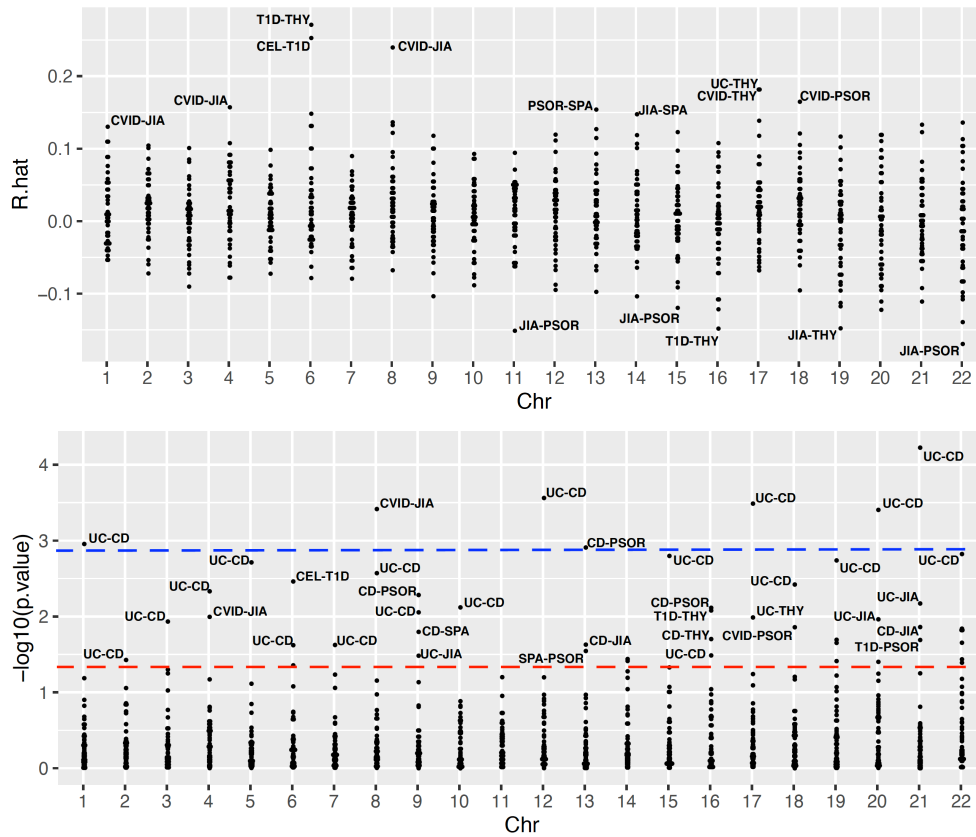 T1D-THY
CEL-T1D
CVID-JIA
UC-THY
CVID-THY
CVID-PSOR
CVID-JIA
PSOR-SPA
JIA-SPA
CVID-JIA
JIA-PSOR
JIA-PSOR
T1D-THY
JIA-THY
JIA-PSOR
0.2
0.1
0.0
−0.1
R.hat
1 2 3 4 5 6 7 8 9 10 11 12 13 14 15 16 17 18 19 20 21 22
Chr
UC-CD
UC-CD
CVID-JIA
UC-CD
UC-CD
UC-CD
CD-PSOR
UC-CD
UC-CD
UC-CD
UC-CD
UC-CD
CEL-T1D
UC-CD
UC-CD
CD-PSOR
UC-CD
UC-CD
CD-PSOR
UC-JIA
CVID-JIA
UC-CD
T1D-THY
UC-THY
UC-JIA
UC-CD
CD-SPA
CD-THY
CVID-PSOR
CD-JIA
UC-CD
UC-CD
CD-JIA
T1D-PSOR
UC-CD
UC-JIA
SPA-PSOR
UC-CD
4
3
2
1
0
−log10(p.value)
1 2 3 4 5 6 7 8 9 10 11 12 13 14 15 16 17 18 19 20 21 22
Chr